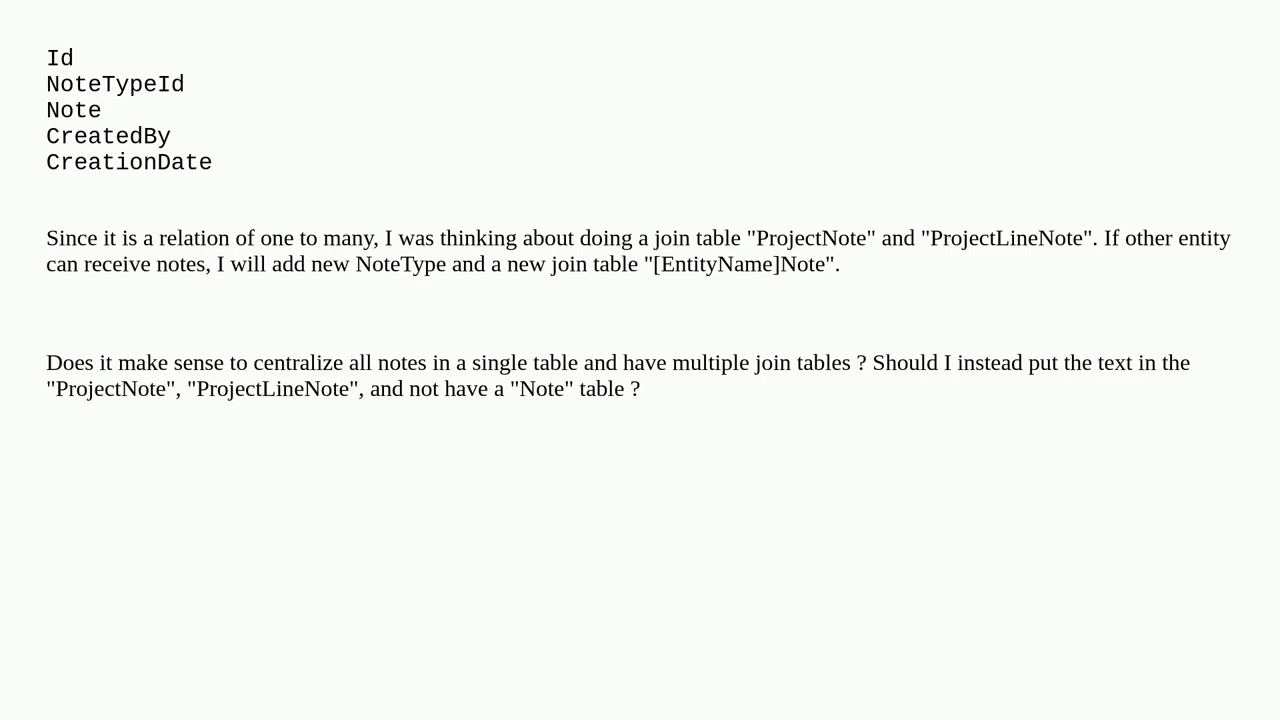 Id
NoteTypeId
Note
CreatedBy
CreationDate
Since it is a relation of one to many, I was thinking about doing a join table "ProjectNote" and "ProjectLineNote". If other entity
can receive notes, I will add new NoteType and a new join table "[EntityName]Note".
Does it make sense to centralize all notes in a single table and have multiple join tables ? Should I instead put the text in the
"ProjectNote", "ProjectLineNote", and not have a "Note" table ?